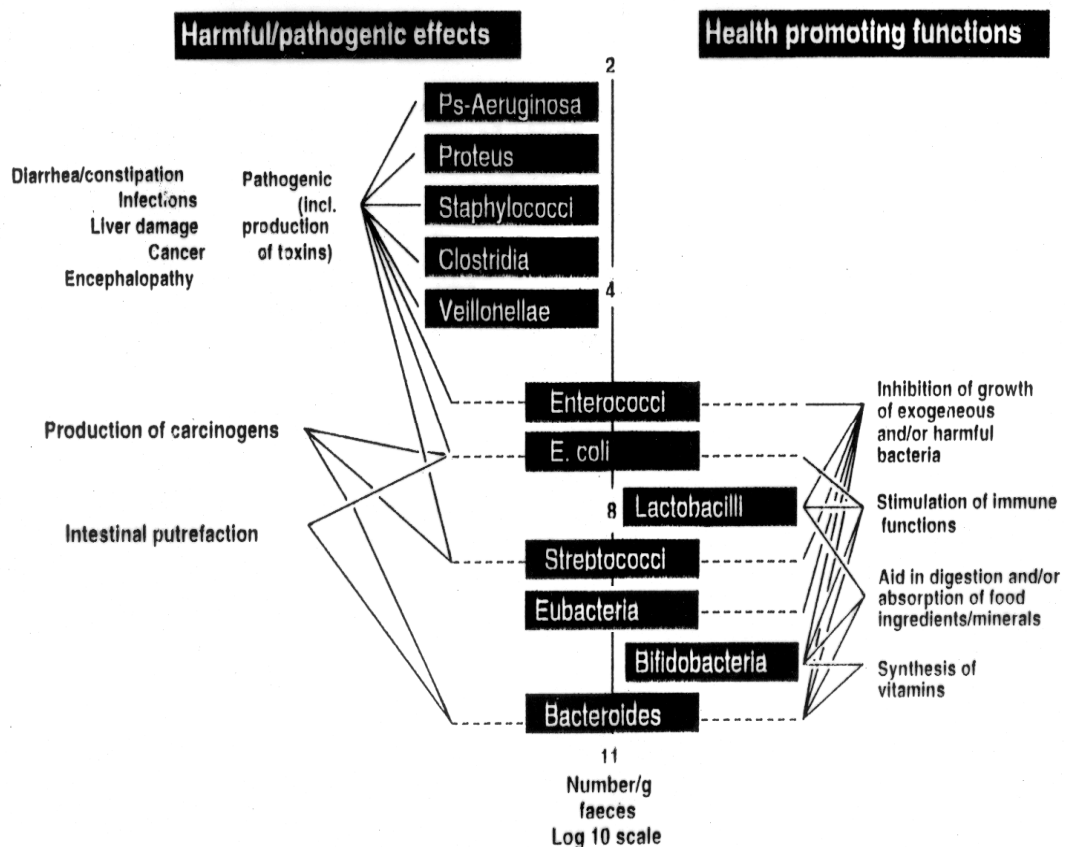 Harmful/pathogenic effects
Health promoting functions
2
Ps-Aeruginosa
Proteus
Staphylococci
Clostridia
4
Veillonellae
Diarrhea/constipation
Infections
Liver damage
Cancer
Encephalopathy
Pathogenic
(incl.
production
of toxins)
Production of carcinogens
Intestinal putrefaction
Enterococci
E. coli
8
Lactobacilli
Streptococci
Eubacteria
Bifidobacteria
Bacteroides
11
Number/g
faeces
Log 10 scale
Inhibition of growth
of exogeneous
and/or harmful
bacteria
Stimulation of immune
functions
Aid in digestion and/or
absorption of food
ingredients/minerals
Synthesis of
vitamins